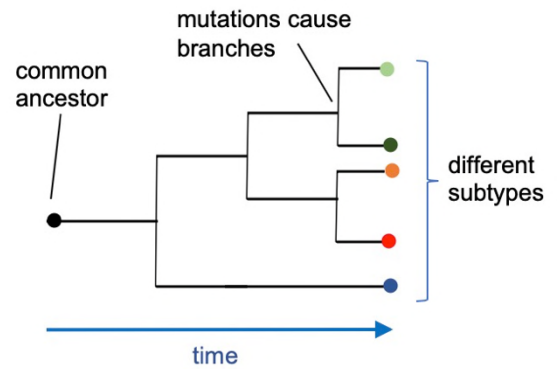 mutations cause
branches
common
ancestor
different
subtypes
time